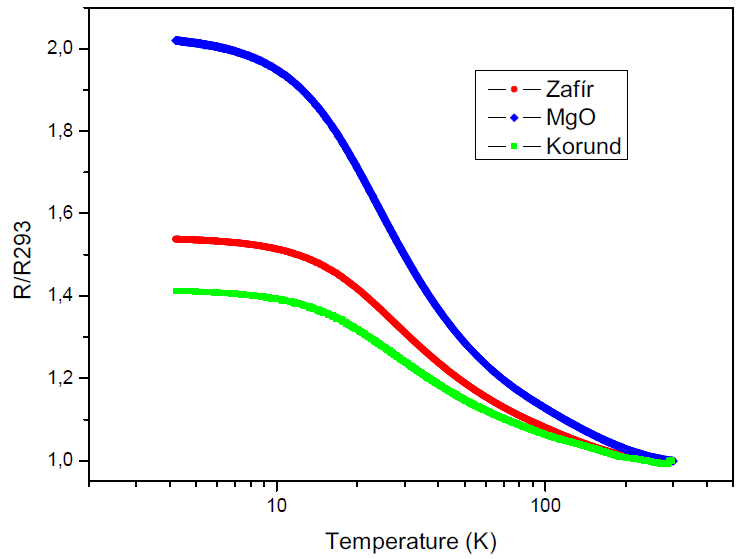 2,0
1,8
1,6
1,4
1,2
1,0
R/R293
Zafír
MgO
Korund
10
100
Temperature (K)